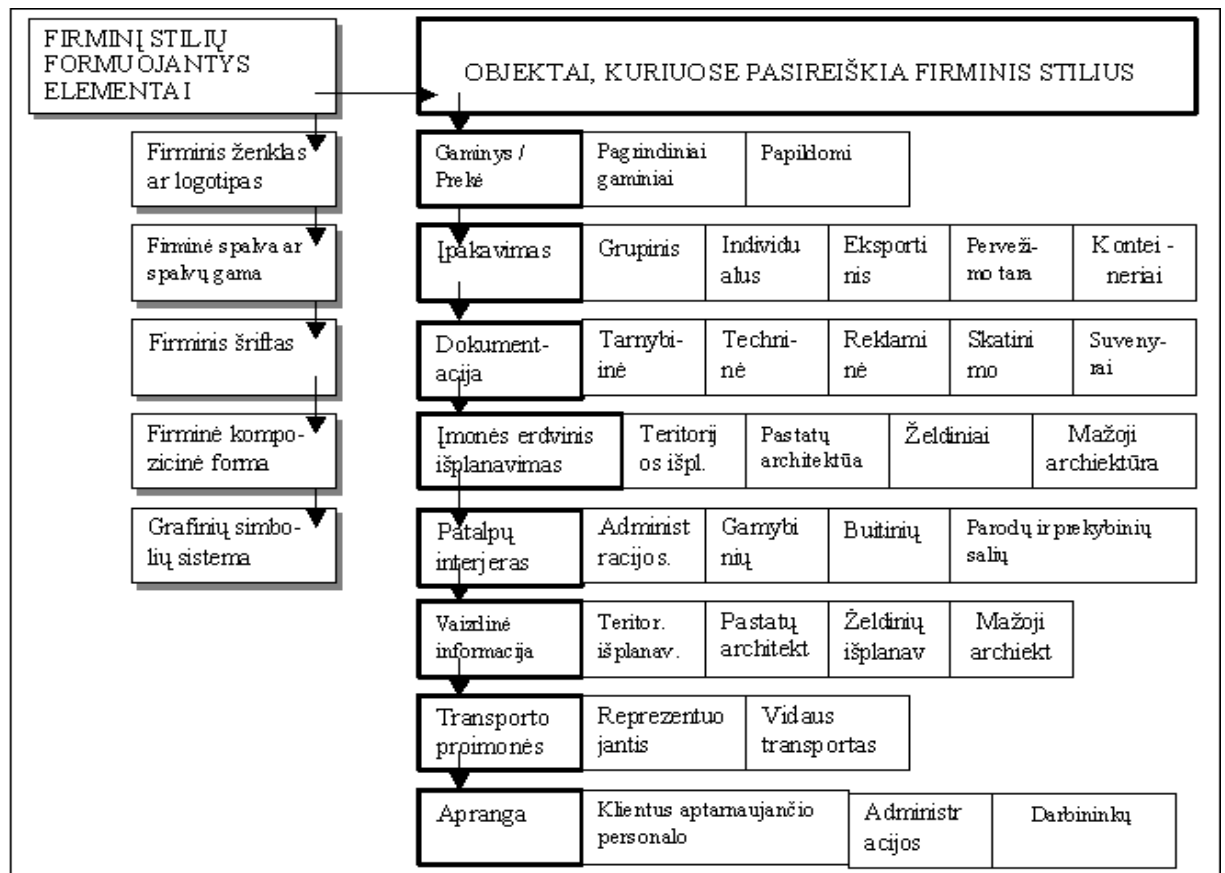 FIRMINĮ STILIŲ
FORMUOJANTYS
ELEMENTAI
OBJEKTAI, KURIUOSE PASIREIŠKIA FIRMINIS STILIUS
Firminis ženklas
ar logotipas
Gaminys /
Prekė
Pagrindiniai
gaminiai
Papildomi
Firminė spalva ar
spalvų gama
Įpakavimas
Grupinis
Individu
alus
Eksporti
nis
Perveži-
mo tara
Kontei -
neriai
Firminis šriftas
Dokument-
acija
Tarnybi-
inė
Techni-
nė
Reklami
nė
Skatini
mo
Suveny-
rai
Firminė kompo-
zicinė forma
Įmonės erdvinis
išplanavimas
Teritorij
os išpl.
Pastatų
architektūa
Želdiniai
Mažoji
archiektūra
Grafinių simbo-
lių sistema
Patalpų
interjeras
Administ
racijos.
Gamybi
nių
Buitinių
Parodų ir prekybinių
salių
Vaizdinė
informacija
Teritor.
išplanav.
Pastatų
architekt
Želdinių
išplanav
Mažoji
archiekt
Transporto
proimonės
Reprezentuo
jantis
Vidaus
transportas
Apranga
Klientus aptarnaujančio
personalo
Administr
acijos
Darbininkų